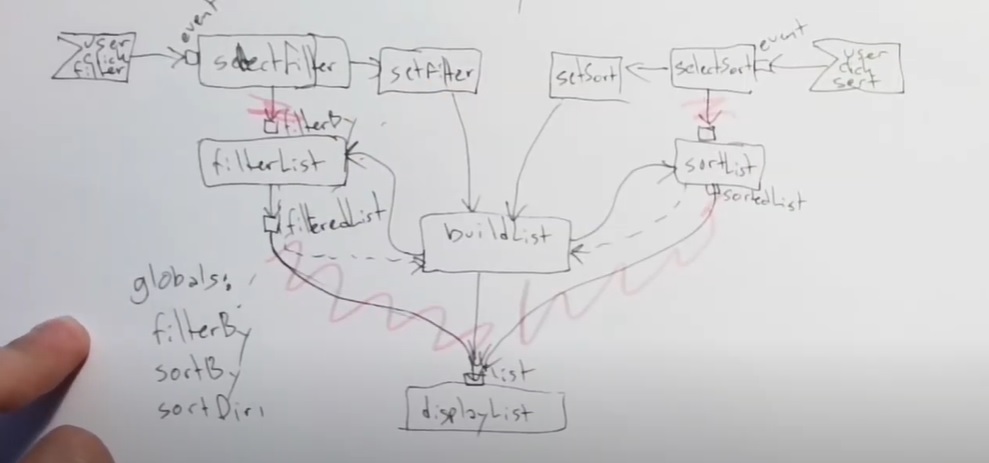 user
click
filter
event
selectFilter
setFilter
setSort
selectSort
event
user
click
sort
filterBy
filterList
sortList
filteredList
sortedList
buildList
globals:
filterBy
sortBy
sortDir
list
displayList